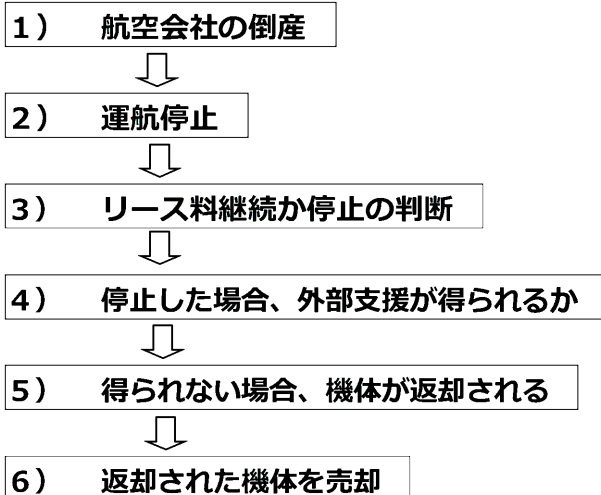 １） 航空会社の倒産
２） 運航停止
３） リース料継続か停止の判断
４） 停止した場合、外部支援が得られるか
５） 得られない場合、機体が返却される
６） 返却された機体を売却